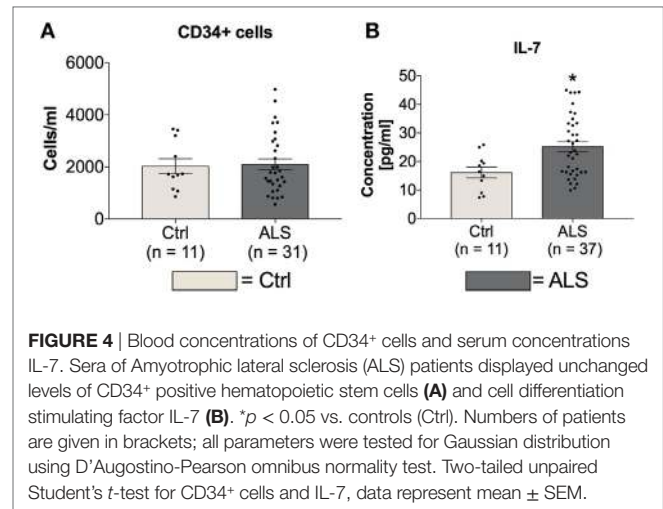 A
CD34+ cells
6000
4000
2000
0
Cells/ml
Ctrl
(n = 11)
ALS
(n = 31)
B
IL-7
*
50
40
30
20
10
0
Concentration
[pg/ml]
Ctrl
(n = 11)
ALS
(n = 37)
= Ctrl
= ALS
FIGURE 4 | Blood concentrations of CD34⁺ cells and serum concentrations
IL-7. Sera of Amyotrophic lateral sclerosis (ALS) patients displayed unchanged
levels of CD34⁺ positive hematopoietic stem cells (A) and cell differentiation
stimulating factor IL-7 (B). *p < 0.05 vs. controls (Ctrl). Numbers of patients
are given in brackets; all parameters were tested for Gaussian distribution
using D'Augostino-Pearson omnibus normality test. Two-tailed unpaired
Student's t-test for CD34⁺ cells and IL-7, data represent mean ± SEM.